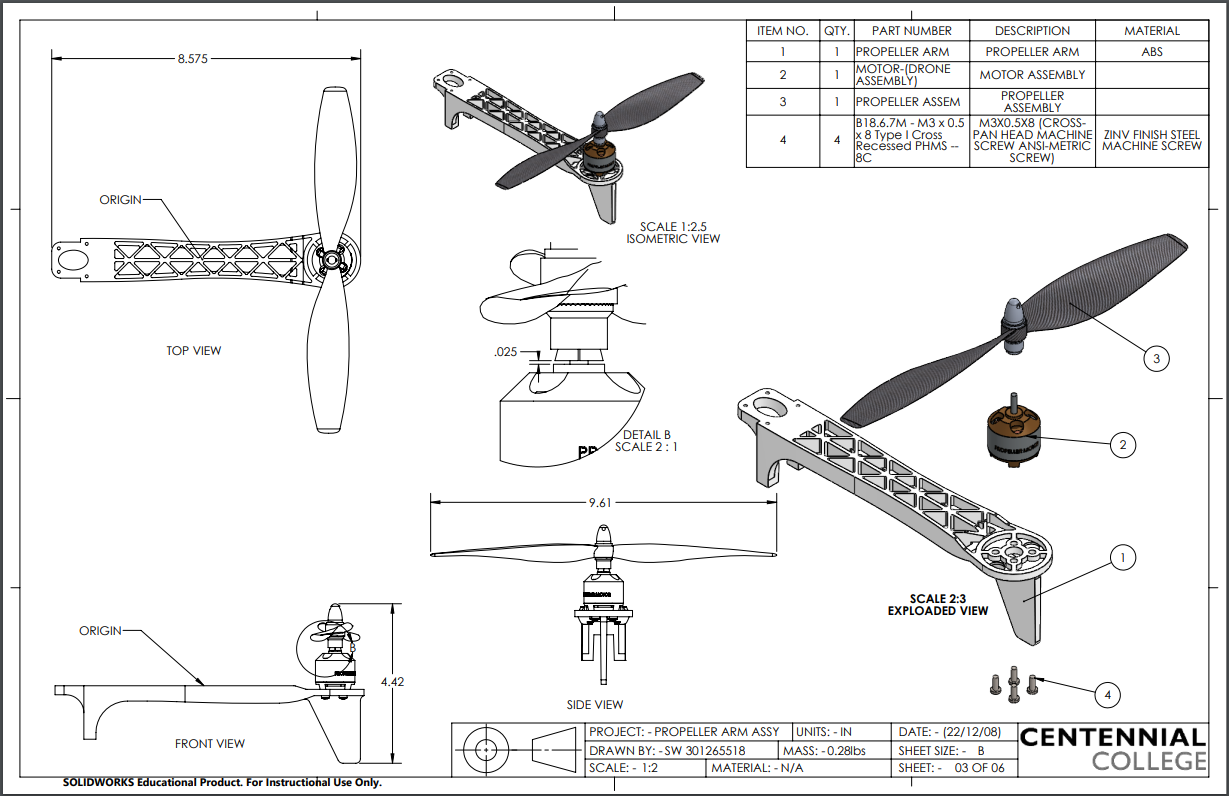 8.575
ORIGIN
TOP VIEW
SCALE 1:2.5
ISOMETRIC VIEW
ITEM NO. QTY. PART NUMBER DESCRIPTION MATERIAL
1 1 PROPELLER ARM PROPELLER ARM ABS
2 1 MOTOR-(DRONE
ASSEMBLY) MOTOR ASSEMBLY
3 1 PROPELLER ASSEM PROPELLER
ASSEMBLY
4 4 B18.6.7M - M3 x 0.5
x 8 Type I Cross
Recessed PHMS --
8C
M3X0.5X8 (CROSS-
PAN HEAD MACHINE
SCREW ANSI-METRIC
SCREW)
ZINV FINISH STEEL
MACHINE SCREW
.025
PR
DETAIL B
SCALE 2 : 1
3
2
1
4
SCALE 2:3
EXPLOADED VIEW
9.61
SIDE VIEW
ORIGIN
B
4.42
FRONT VIEW
PROJECT: - PROPELLER ARM ASSY UNITS: - IN DATE: - (22/12/08)
DRAWN BY: - SW 301265518 MASS: - 0.28lbs SHEET SIZE: - B
SCALE: - 1:2 MATERIAL: - N/A SHEET: - 03 OF 06
CENTENNIAL
COLLEGE
SOLIDWORKS Educational Product. For Instructional Use Only.